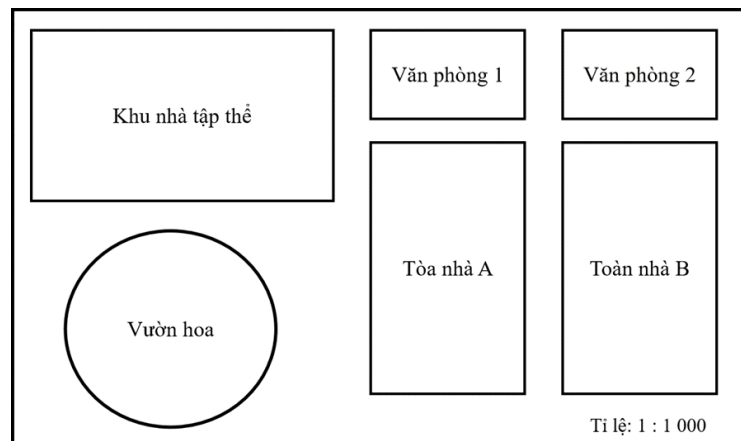 Khu nhà tập thể
Văn phòng 1
Văn phòng 2
Vườn hoa
Tòa nhà A
Toàn nhà B
Tỉ lệ: 1 : 1 000